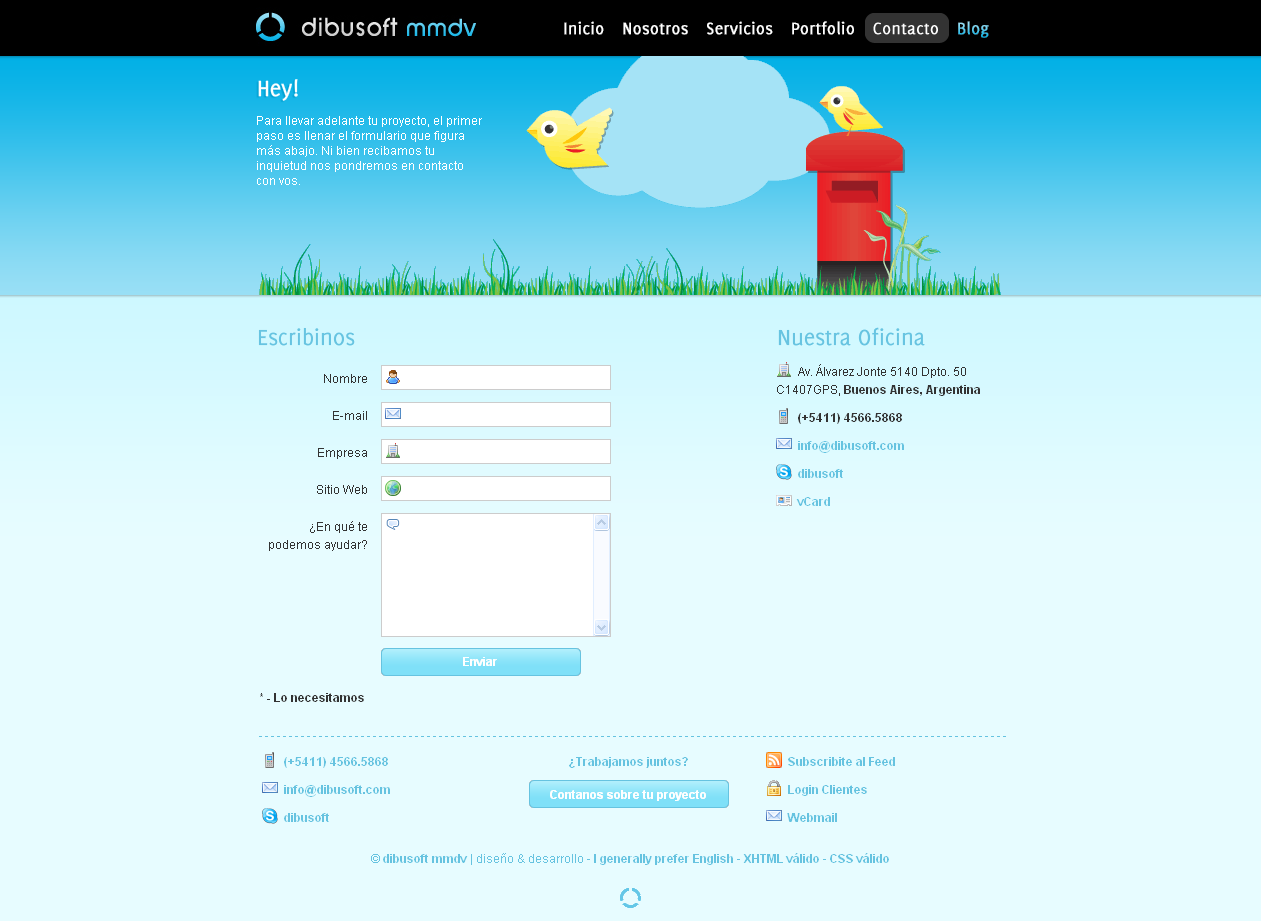 dibusoft mmdv
Inicio Nosotros Servicios Portfolio Contacto Blog
Hey!
Para llevar adelante tu proyecto, el primer
paso es llenar el formulario que figura
más abajo. Ni bien recibamos tu
inquietud nos pondremos en contacto
con vos.
Escribinos
Nombre
E-mail
Empresa
Sitio Web
¿En qué te
podemos ayudar?
Enviar
* - Lo necesitamos
Nuestra Oficina
Av. Álvarez Jonte 5140 Dpto. 50
C1407GPS, Buenos Aires, Argentina
(+5411) 4566.5868
info@dibusoft.com
dibusoft
vCard
(+5411) 4566.5868
info@dibusoft.com
dibusoft
¿Trabajamos juntos?
Contanos sobre tu proyecto
Subscribite al Feed
Login Clientes
Webmail
© dibusoft mmdv | diseño & desarrollo - I generally prefer English - XHTML válido - CSS válido